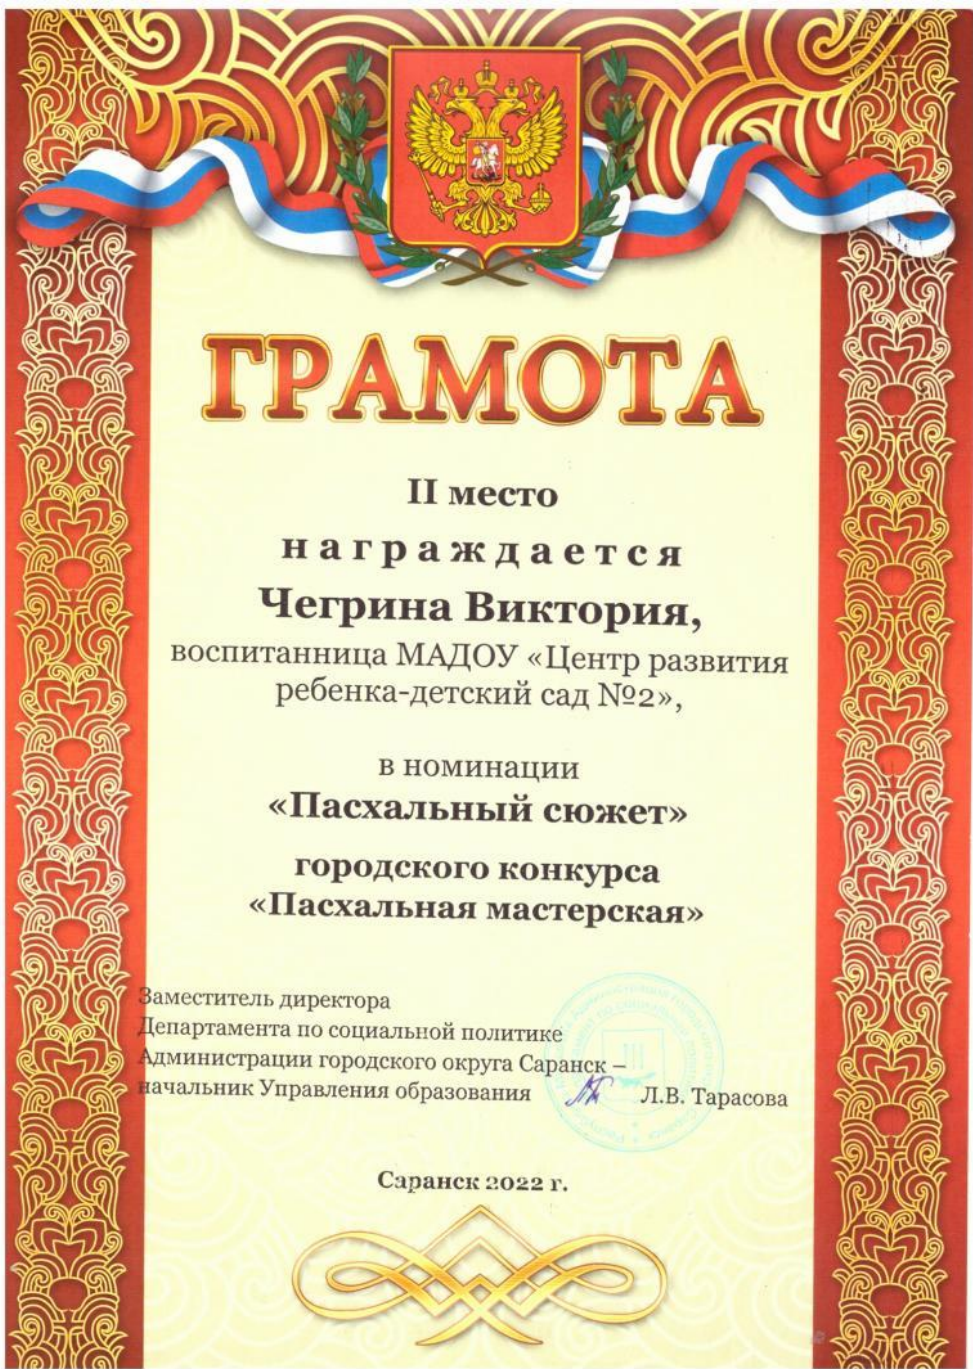 ГРАМОТА
II место
награждается
Чегрина Виктория,
воспитанница МАДОУ «Центр развития
ребенка-детский сад №2»,
в номинации
«Пасхальный сюжет»
городского конкурса
«Пасхальная мастерская»
Заместитель директора
Департамента по социальной политике
Администрации городского округа Саранск –
начальник Управления образования Л.В. Тарасова
Саранск 2022 г.